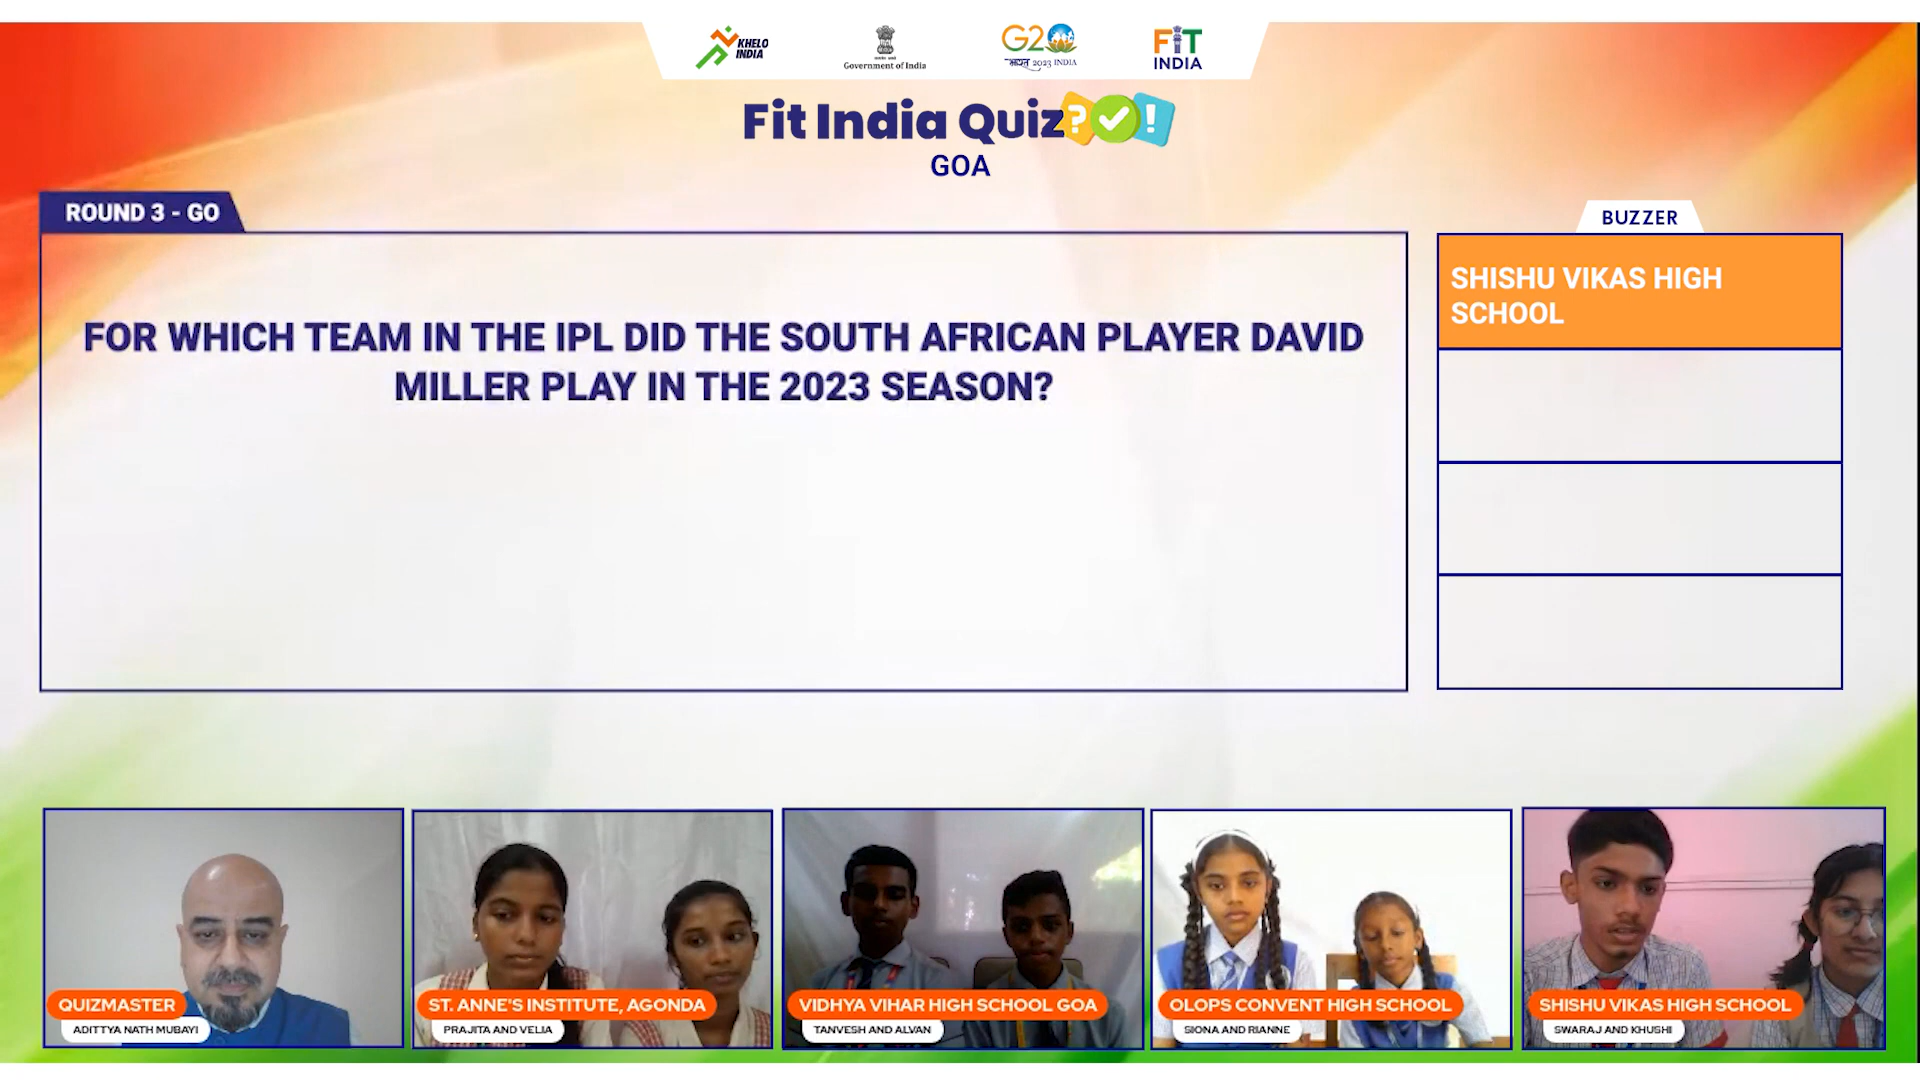 KHELO
INDIA
Government of India
G20
भारत 2023 INDIA
FIT
INDIA
Fit India Quiz?!
GOA
ROUND 3 - GO
FOR WHICH TEAM IN THE IPL DID THE SOUTH AFRICAN PLAYER DAVID
MILLER PLAY IN THE 2023 SEASON?
BUZZER
SHISHU VIKAS HIGH
SCHOOL
QUIZMASTER
ADITTYA NATH MUBAYI
ST. ANNE'S INSTITUTE, AGONDA
PRAJITA AND VELIA
VIDHYA VIHAR HIGH SCHOOL GOA
TANVESH AND ALVAN
OLOPS CONVENT HIGH SCHOOL
SIONA AND RIANNE
SHISHU VIKAS HIGH SCHOOL
SWARAJ AND KHUSHI